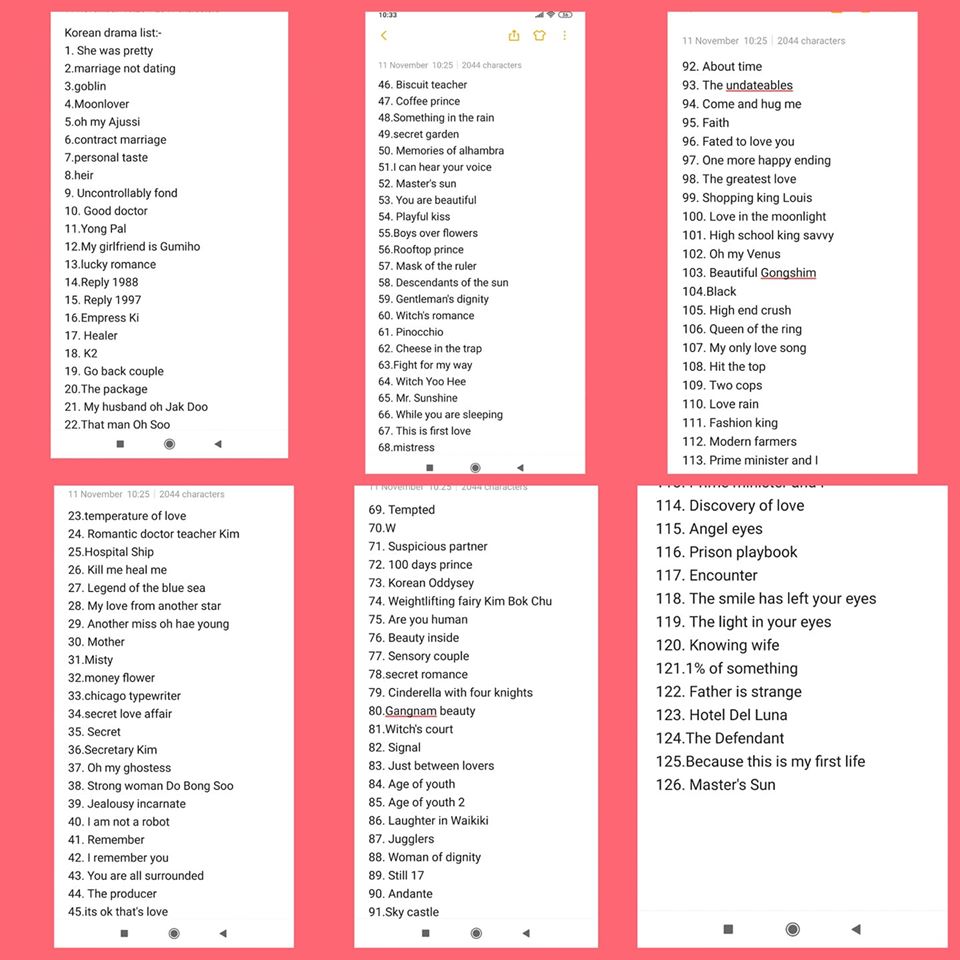 Korean drama list:-
1. She was pretty
2.marriage not dating
3.goblin
4.Moonlover
5.oh my Ajussi
6.contract marriage
7.personal taste
8.heir
9. Uncontrollably fond
10. Good doctor
11.Yong Pal
12.My girlfriend is Gumiho
13.lucky romance
14.Reply 1988
15. Reply 1997
16.Empress Ki
17. Healer
18. K2
19. Go back couple
20.The package
21. My husband oh Jak Doo
22.That man Oh Soo
11 November 10:25 | 2044 characters
23.temperature of love
24. Romantic doctor teacher Kim
25.Hospital Ship
26. Kill me heal me
27. Legend of the blue sea
28. My love from another star
29. Another miss oh hae young
30. Mother
31.Misty
32.money flower
33.chicago typewriter
34.secret love affair
35. Secret
36.Secretary Kim
37. Oh my ghostess
38. Strong woman Do Bong Soo
39. Jealousy incarnate
40. I am not a robot
41. Remember
42. I remember you
43. You are all surrounded
44. The producer
45.its ok that's love
10:33
11 November 10:25 | 2044 characters
46. Biscuit teacher
47. Coffee prince
48.Something in the rain
49.secret garden
50. Memories of alhambra
51.I can hear your voice
52. Master's sun
53. You are beautiful
54. Playful kiss
55.Boys over flowers
56.Rooftop prince
57. Mask of the ruler
58. Descendants of the sun
59. Gentleman's dignity
60. Witch's romance
61. Pinocchio
62. Cheese in the trap
63.Fight for my way
64. Witch Yoo Hee
65. Mr. Sunshine
66. While you are sleeping
67. This is first love
68.mistress
11 November 10:25 | 2044 characters
69. Tempted
70.W
71. Suspicious partner
72. 100 days prince
73. Korean Oddysey
74. Weightlifting fairy Kim Bok Chu
75. Are you human
76. Beauty inside
77. Sensory couple
78.secret romance
79. Cinderella with four knights
80.Gangnam beauty
81.Witch's court
82. Signal
83. Just between lovers
84. Age of youth
85. Age of youth 2
86. Laughter in Waikiki
87. Jugglers
88. Woman of dignity
89. Still 17
90. Andante
91.Sky castle
11 November 10:25 | 2044 characters
92. About time
93. The undateables
94. Come and hug me
95. Faith
96. Fated to love you
97. One more happy ending
98. The greatest love
99. Shopping king Louis
100. Love in the moonlight
101. High school king savvy
102. Oh my Venus
103. Beautiful Gongshim
104.Black
105. High end crush
106. Queen of the ring
107. My only love song
108. Hit the top
109. Two cops
110. Love rain
111. Fashion king
112. Modern farmers
113. Prime minister and I
114. Discovery of love
115. Angel eyes
116. Prison playbook
117. Encounter
118. The smile has left your eyes
119. The light in your eyes
120. Knowing wife
121.1% of something
122. Father is strange
123. Hotel Del Luna
124.The Defendant
125.Because this is my first life
126. Master's Sun